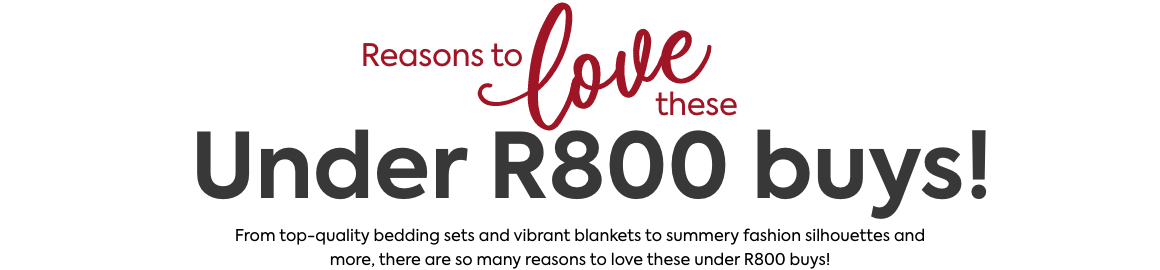 Reasons to love these
Under R800 buys!
From top-quality bedding sets and vibrant blankets to summery fashion silhouettes and
more, there are so many reasons to love these under R800 buys!